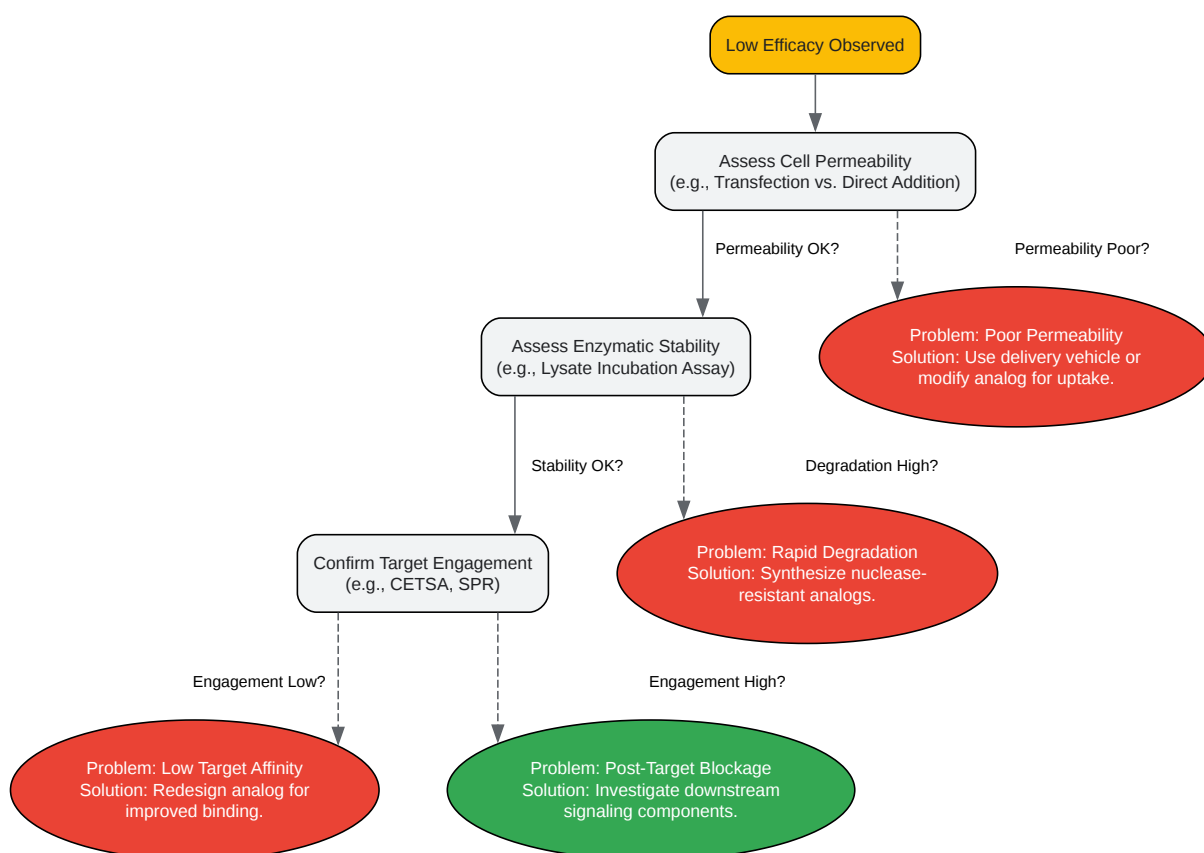 Low Efficacy Observed
Assess Cell Permeability
(e.g., Transfection vs. Direct Addition)
Permeability OK?
Permeability Poor?
Problem: Poor Permeability
Solution: Use delivery vehicle or
modify analog for uptake.
Assess Enzymatic Stability
(e.g., Lysate Incubation Assay)
Stability OK?
Degradation High?
Problem: Rapid Degradation
Solution: Synthesize nuclease-
resistant analogs.
Confirm Target Engagement
(e.g., CETSA, SPR)
Engagement Low?
Engagement High?
Problem: Low Target Affinity
Solution: Redesign analog for
improved binding.
Problem: Post-Target Blockage
Solution: Investigate downstream
signaling components.